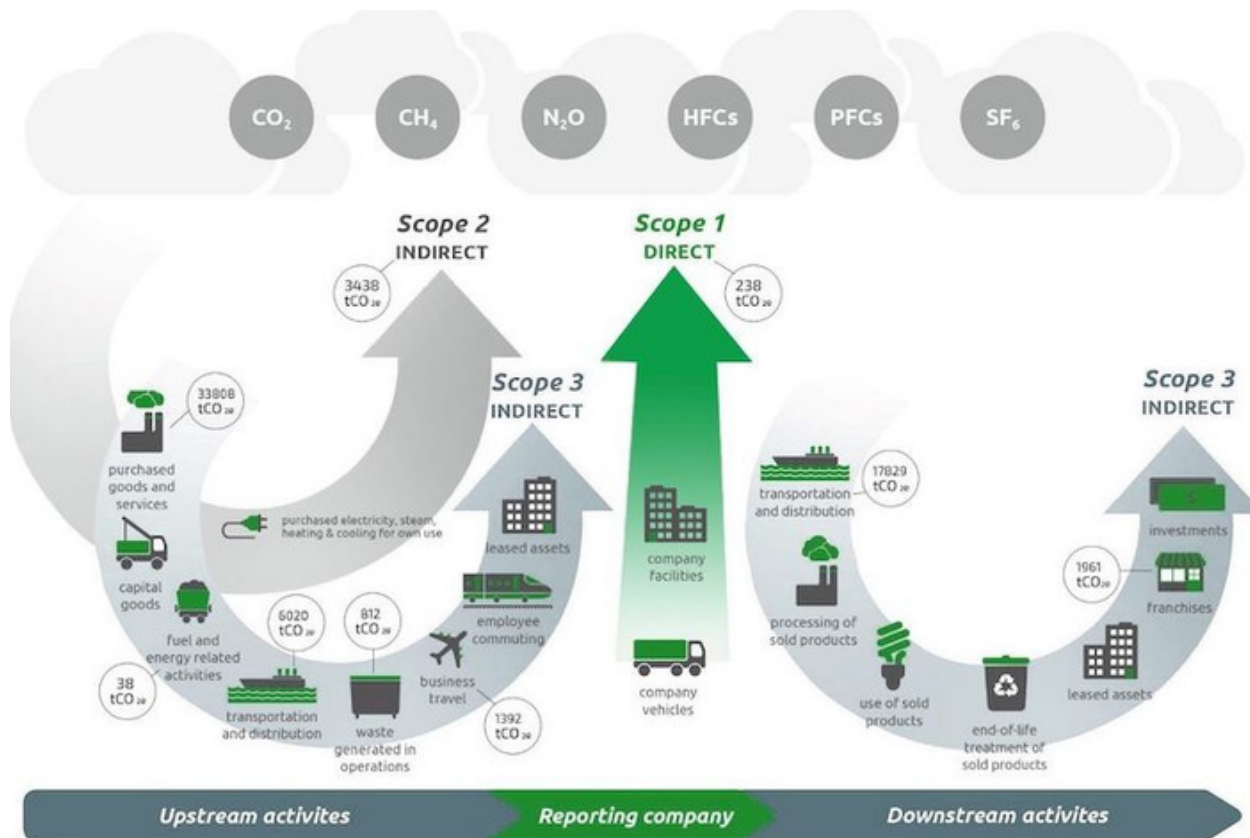 CO₂
CH₄
N₂O
HFCs
PFCs
SF₆
Scope 2
INDIRECT
3438
tCO₂e
Scope 1
DIRECT
238
tCO₂e
33808
tCO₂e
purchased
goods and
services
capital
goods
fuel and
energy related
activities
38
tCO₂e
purchased electricity, steam,
heating & cooling for own use
6020
tCO₂e
transportation
and distribution
812
tCO₂e
waste
generated in
operations
business
travel
1392
tCO₂e
employee
commuting
leased assets
Scope 3
INDIRECT
company
facilities
company
vehicles
transportation
and distribution
17829
tCO₂e
processing of
sold products
use of sold
products
end-of-life
treatment of
sold products
leased assets
1961
tCO₂e
franchises
investments
Scope 3
INDIRECT
Upstream activites
Reporting company
Downstream activites